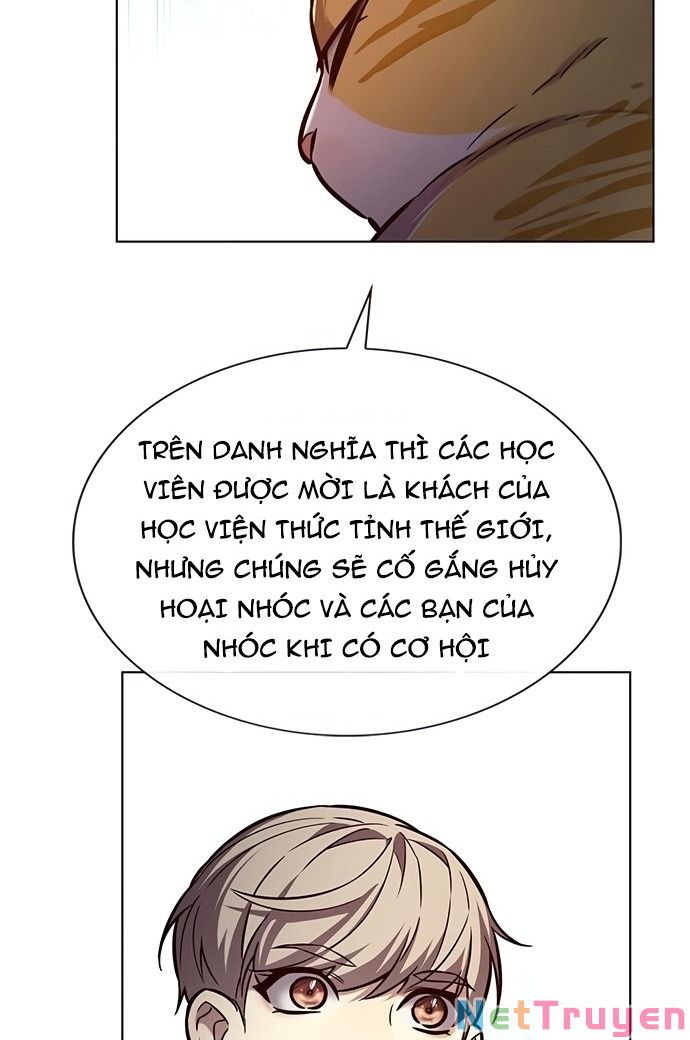 TRÊN DANH NGHĨA THÌ CÁC HỌC
VIÊN ĐƯỢC MỜI LÀ KHÁCH CỦA
HỌC VIỆN THỨC TỈNH THẾ GIỚI,
NHƯNG CHÚNG SẼ CỐ GẮNG HỦY
HOẠI NHÓC VÀ CÁC BẠN CỦA
NHÓC KHI CÓ CƠ HỘI
NetTruyen